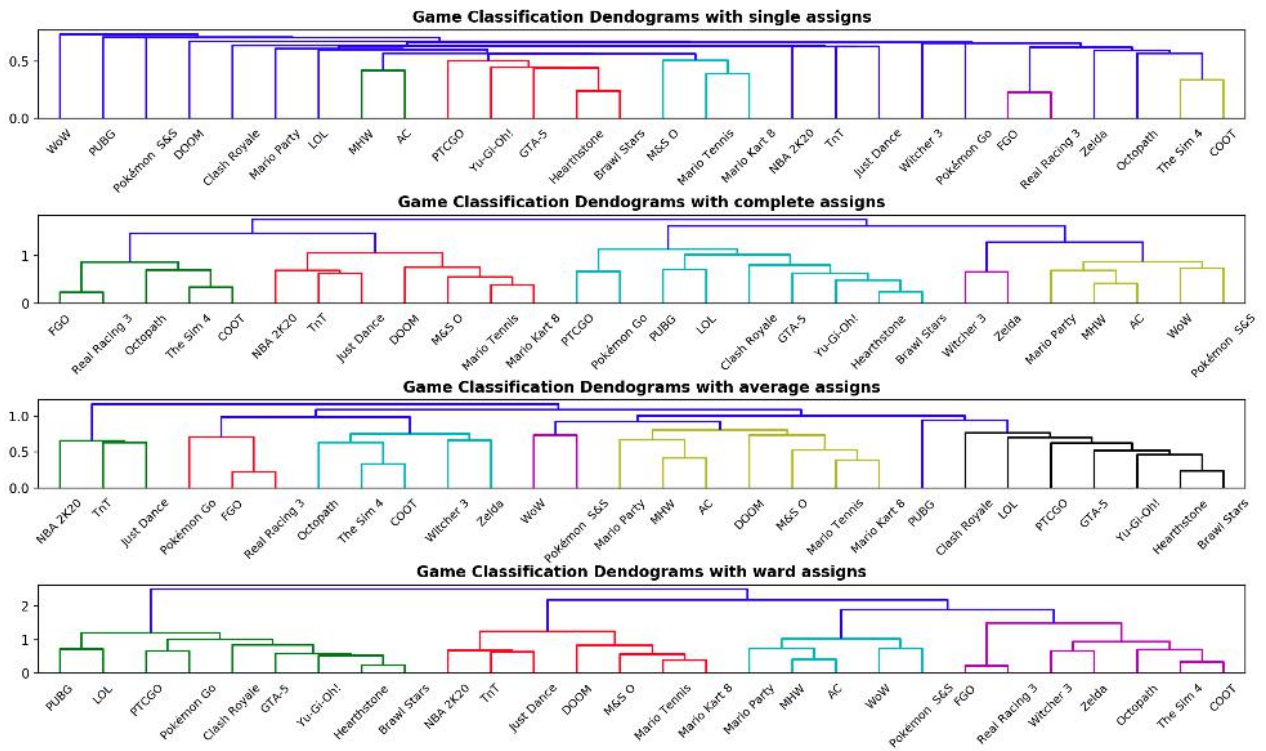 Game Classification Dendograms with single assigns
0.5
0.0
WoW PUBG Pokémon S&S DOOM Clash Royale Mario Party LOL MHW AC PTCGO Yu-Gi-Oh! GTA-5 Hearthstone Brawl Stars M&S O Mario Tennis Mario Kart 8 NBA 2K20 TnT Just Dance Witcher 3 Pokémon Go FGO Real Racing 3 Zelda Octopath The Sim 4 COOT
Game Classification Dendograms with complete assigns
1
0
FGO Real Racing 3 Octopath The Sim 4 COOT NBA 2K20 TnT Just Dance DOOM M&S O Mario Tennis Mario Kart 8 PTCGO Pokémon Go PUBG LOL Clash Royale GTA-5 Yu-Gi-Oh! Hearthstone Brawl Stars Witcher 3 Zelda Mario Party MHW AC WoW Pokémon S&S
Game Classification Dendograms with average assigns
1.0
0.5
0.0
NBA 2K20 TnT Just Dance Pokémon Go FGO Real Racing 3 Octopath The Sim 4 COOT Witcher 3 Zelda WoW Pokémon S&S Mario Party MHW AC DOOM M&S O Mario Tennis Mario Kart 8 PUBG Clash Royale LOL PTCGO GTA-5 Yu-Gi-Oh! Hearthstone Brawl Stars
Game Classification Dendograms with ward assigns
2
1
0
PUBG LOL PTCGO Pokémon Go Clash Royale GTA-5 Yu-Gi-Oh! Hearthstone Brawl Stars NBA 2K20 TnT Just Dance DOOM M&S O Mario Tennis Mario Kart 8 Mario Party MHW AC WoW Pokémon S&S FGO Real Racing 3 Witcher 3 Zelda Octopath The Sim 4 COOT